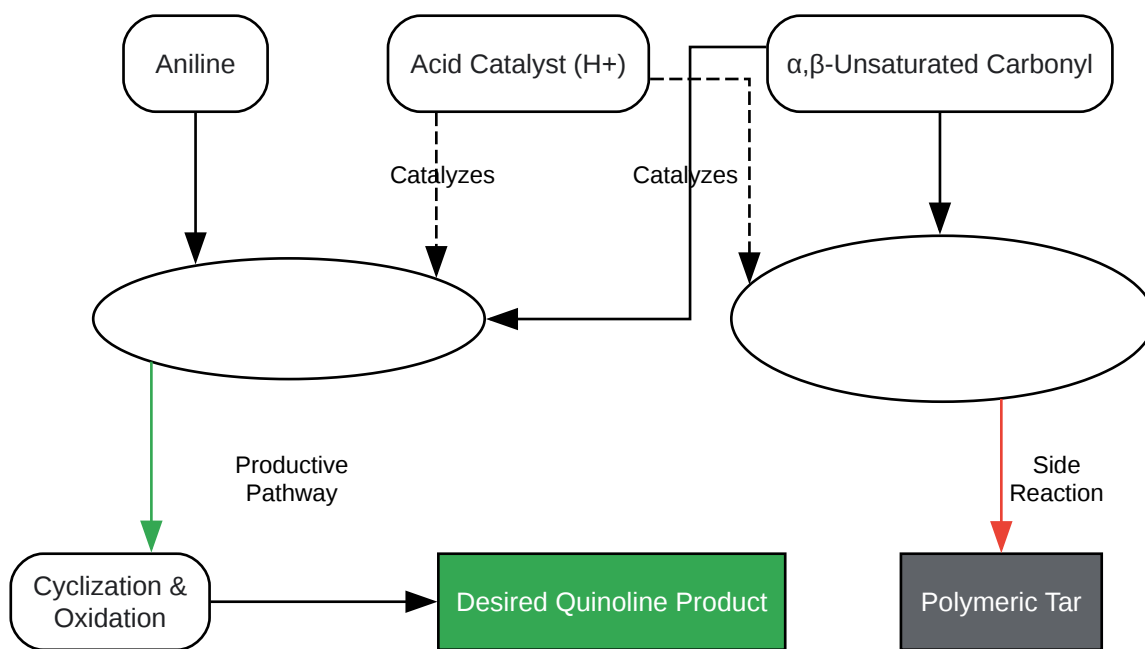 Aniline
Acid Catalyst (H+)
α,β-Unsaturated Carbonyl
Catalyzes
Catalyzes
Productive
Pathway
Side
Reaction
Cyclization &
Oxidation
Desired Quinoline Product
Polymeric Tar